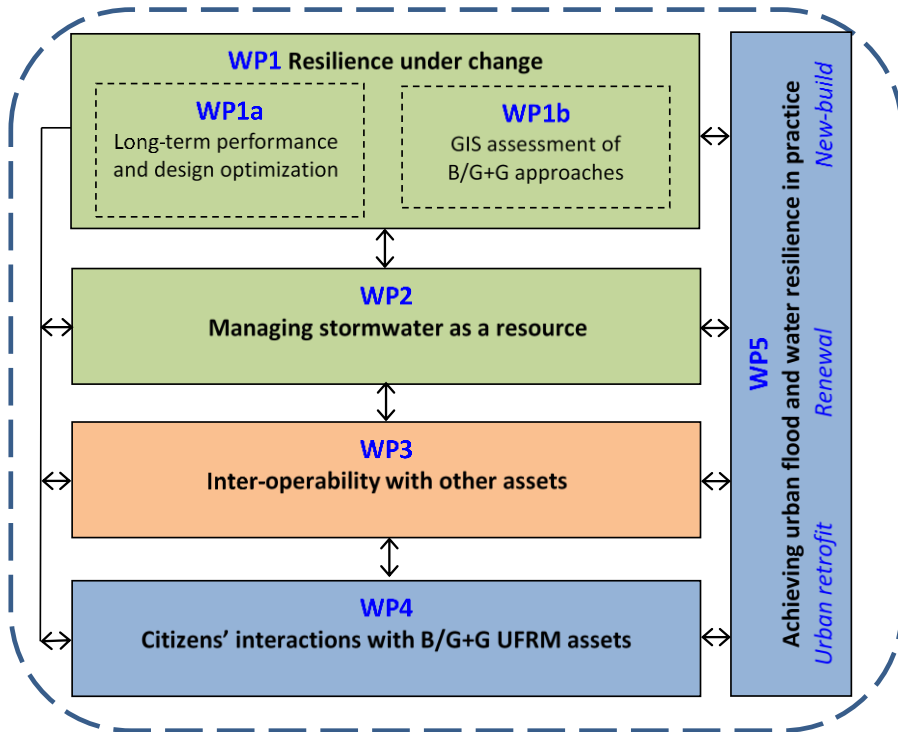 WP1 Resilience under change
WP1a
Long-term performance
and design optimization
WP1b
GIS assessment of
B/G+G approaches
WP2
Managing stormwater as a resource
WP3
Inter-operability with other assets
WP4
Citizens’ interactions with B/G+G UFRM assets
WP5
Achieving urban flood and water resilience in practice
Urban retrofit
Renewal
New-build